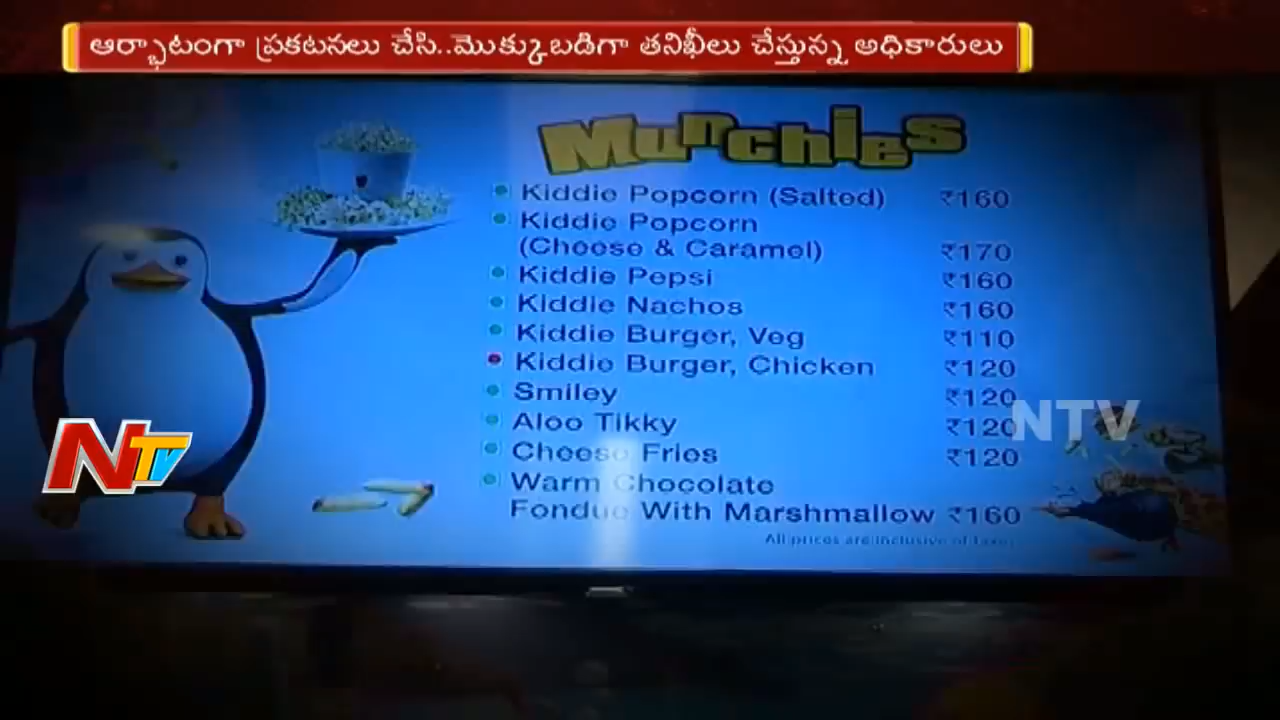 ఆర్భాటంగా ప్రకటనలు చేసి..మొక్కుబడిగా తనిఖీలు చేస్తున్న అధికారులు
Munchies
Kiddie Popcorn (Salted) ₹160
Kiddie Popcorn
(Cheese & Caramel) ₹170
Kiddie Pepsi ₹160
Kiddie Nachos ₹160
Kiddie Burger, Veg ₹110
Kiddie Burger, Chicken ₹120
Smiley ₹120
Aloo Tikky ₹120
Cheese Fries ₹120
Warm Chocolate
Fondue With Marshmallow ₹160
All prices are inclusive of Taxes
NTV
NTV